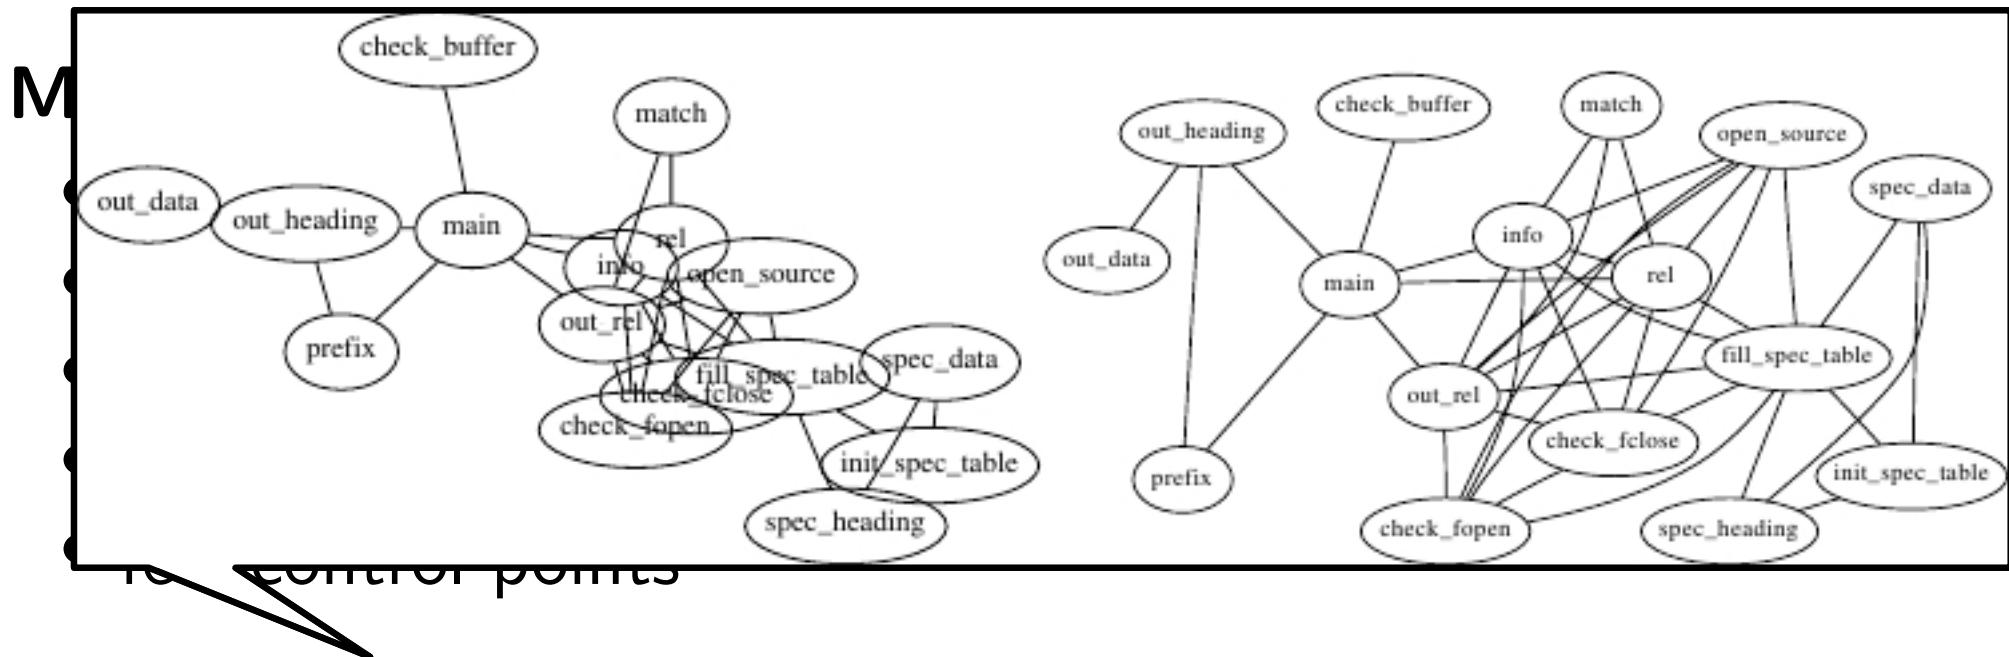 M
check_buffer
match
out_data
out_heading
main
rel
info
open_source
out_rel
prefix
fill_spec_table
spec_data
check_fclose
check_fopen
init_spec_table
spec_heading
check_buffer
match
out_heading
open_source
spec_data
info
out_data
main
rel
fill_spec_table
out_rel
check_fclose
prefix
init_spec_table
check_fopen
spec_heading
control points